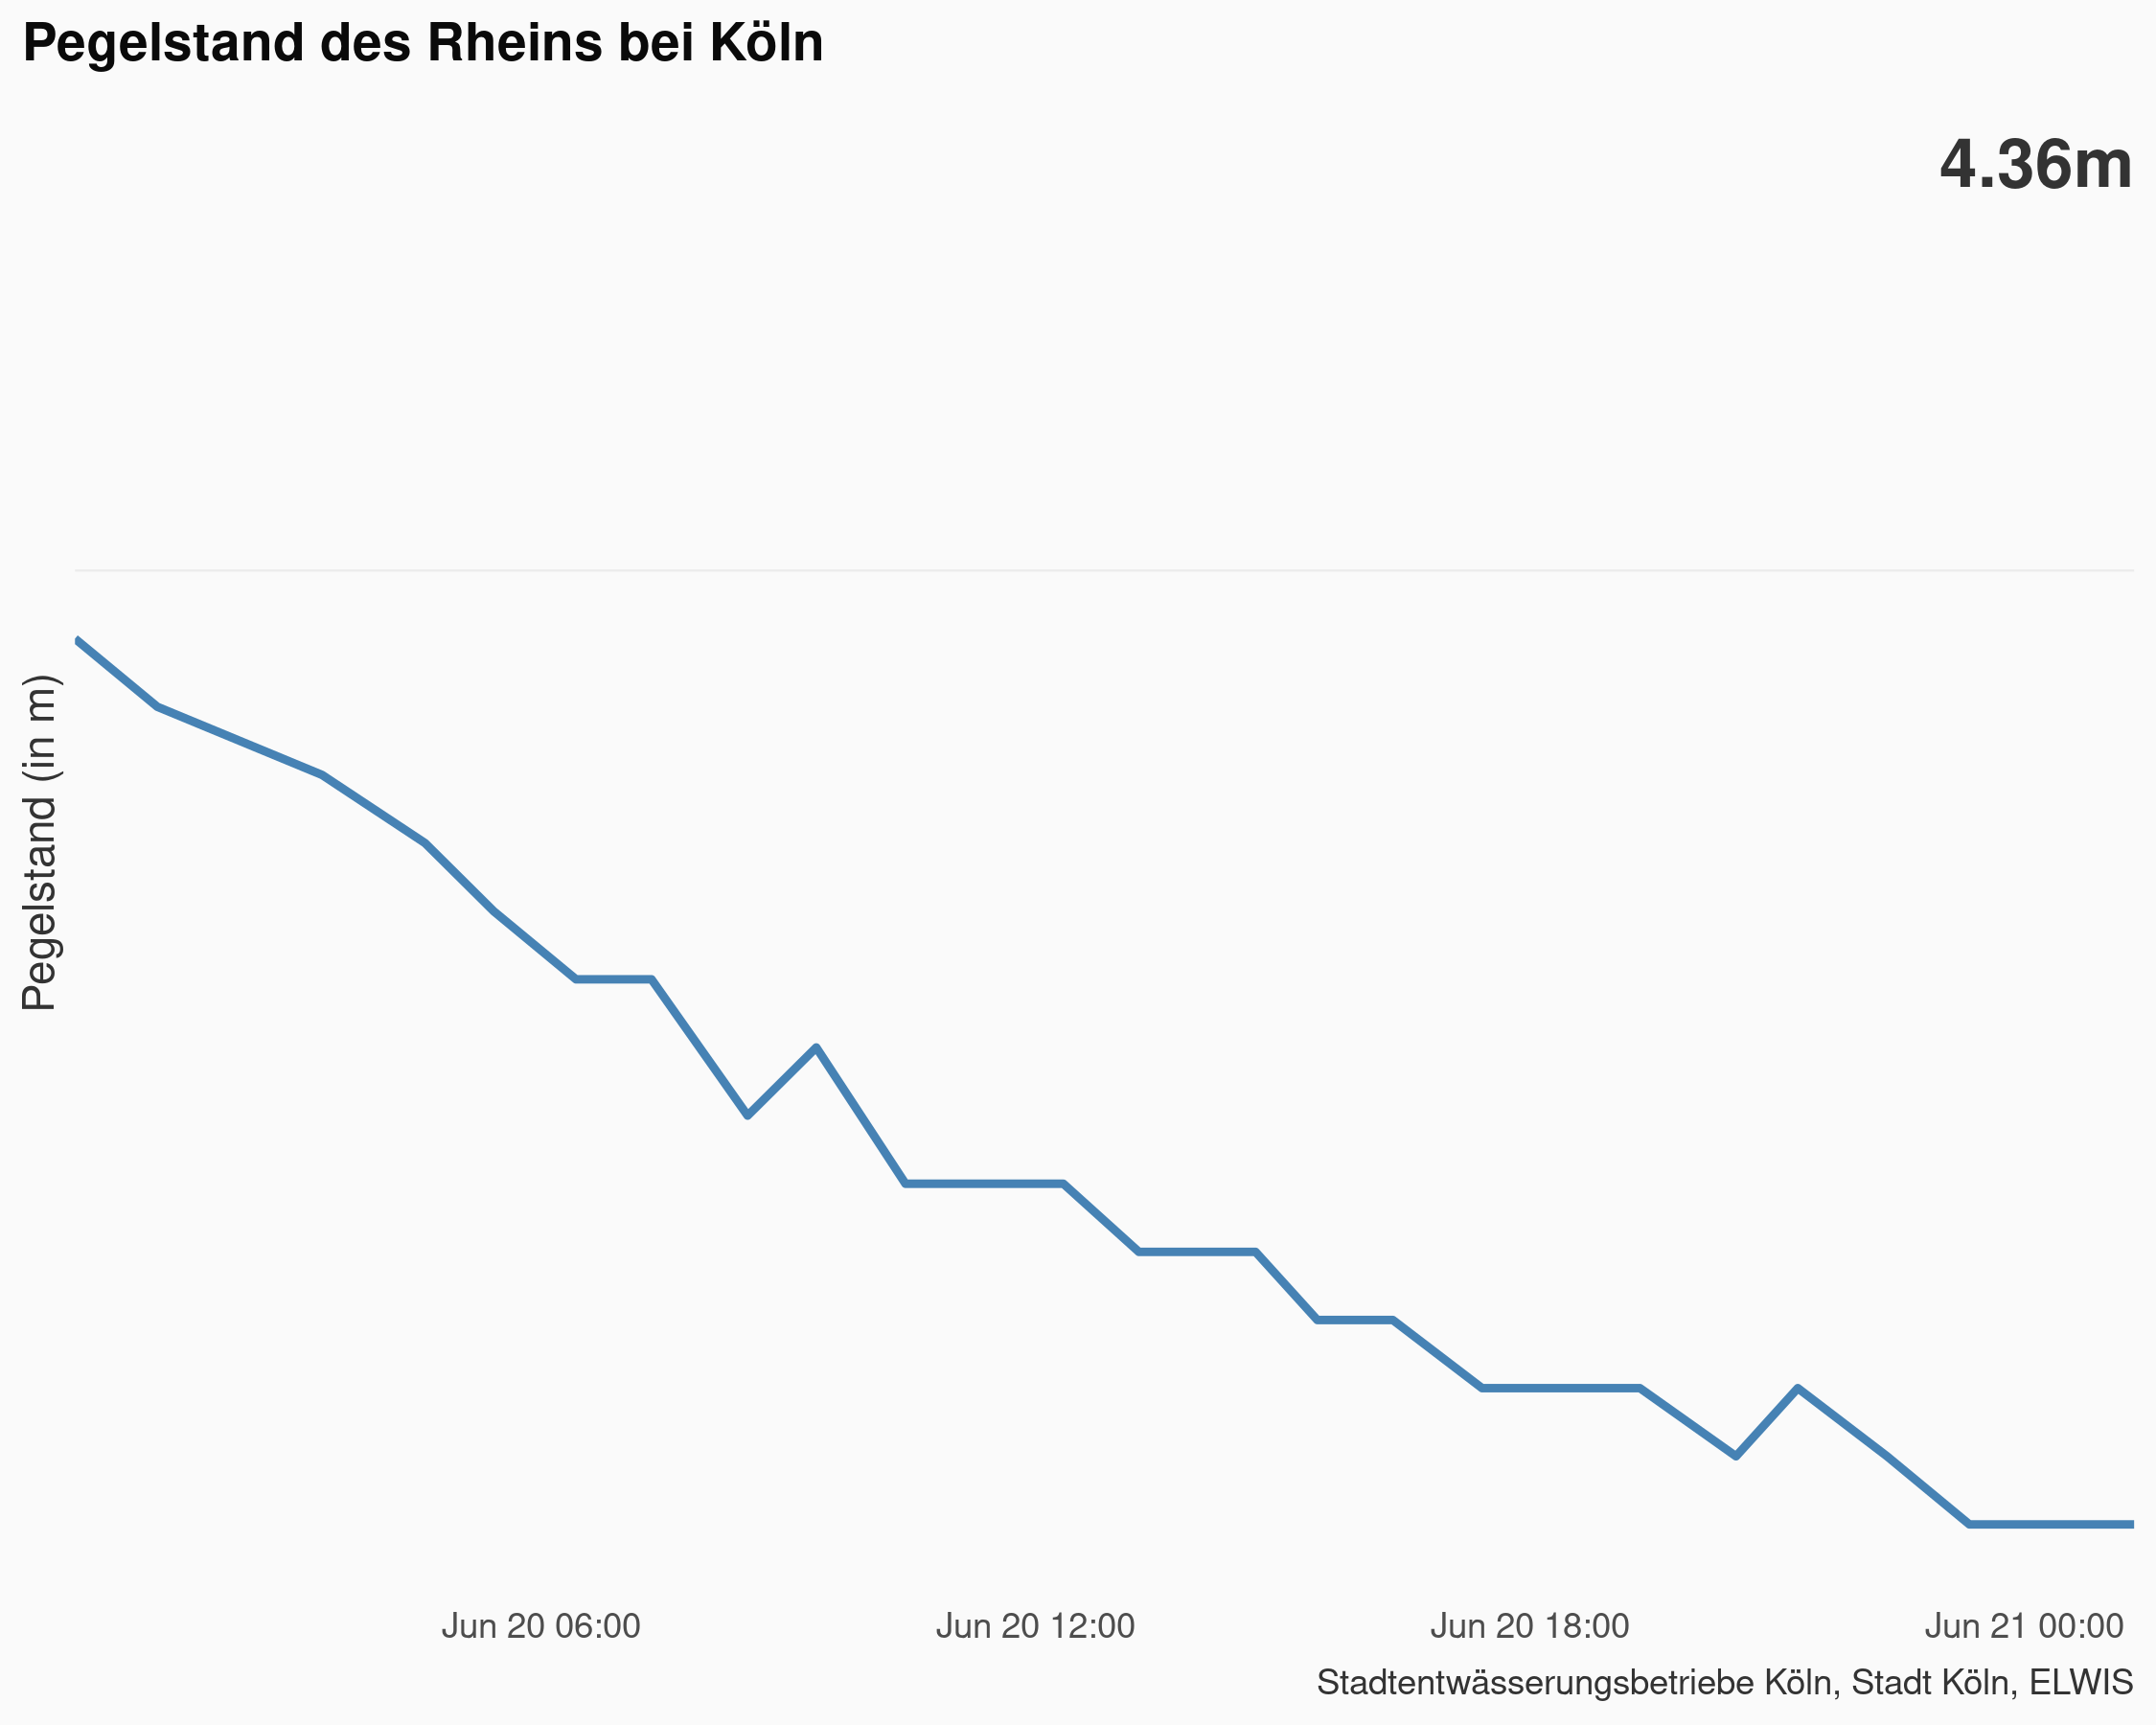 Pegelstand des Rheins bei Köln
4.36m
Pegelstand (in m)
Jun 20 06:00
Jun 20 12:00
Jun 20 18:00
Jun 21 00:00
Stadtentwässerungsbetriebe Köln, Stadt Köln, ELWIS